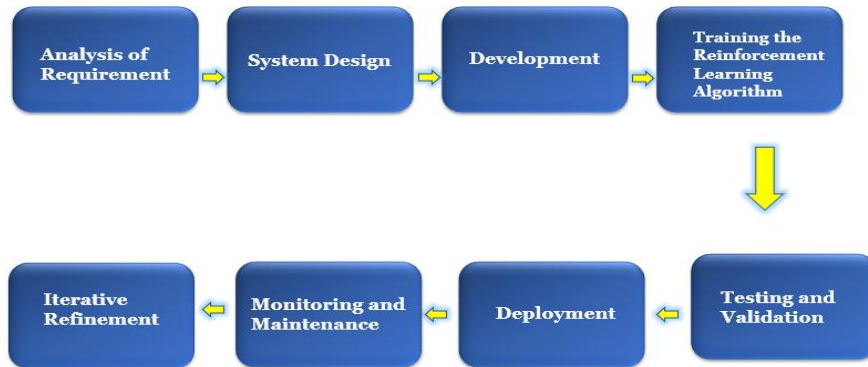 Analysis of
Requirement
System Design
Development
Training the
Reinforcement
Learning
Algorithm
Testing and
Validation
Deployment
Monitoring and
Maintenance
Iterative
Refinement